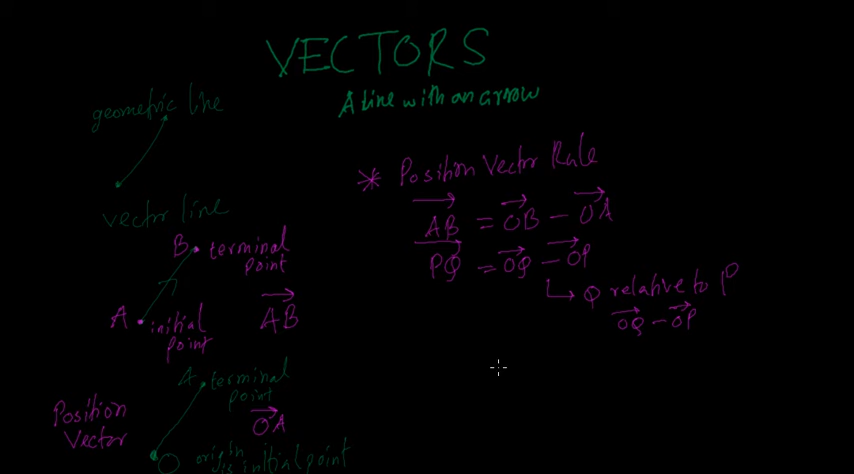 VECTORS
A line with an arrow
geometric line
vector line
B terminal
point
A initial
point
AB
A terminal
point
Position
Vector
OA
O origin
is initial point
* Position Vector Rule
AB = OB - OA
PQ = OQ - OP
Q relative to P
OQ - OP